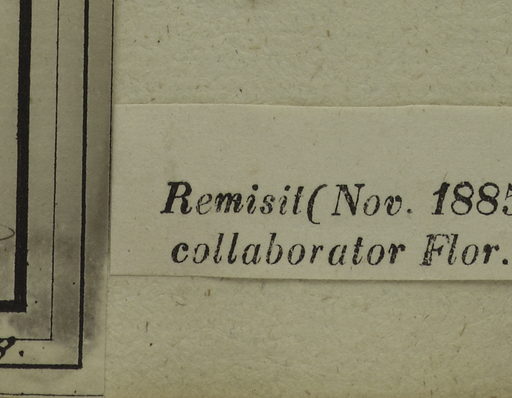 Remisit (Nov. 1885
collaborator Flor.